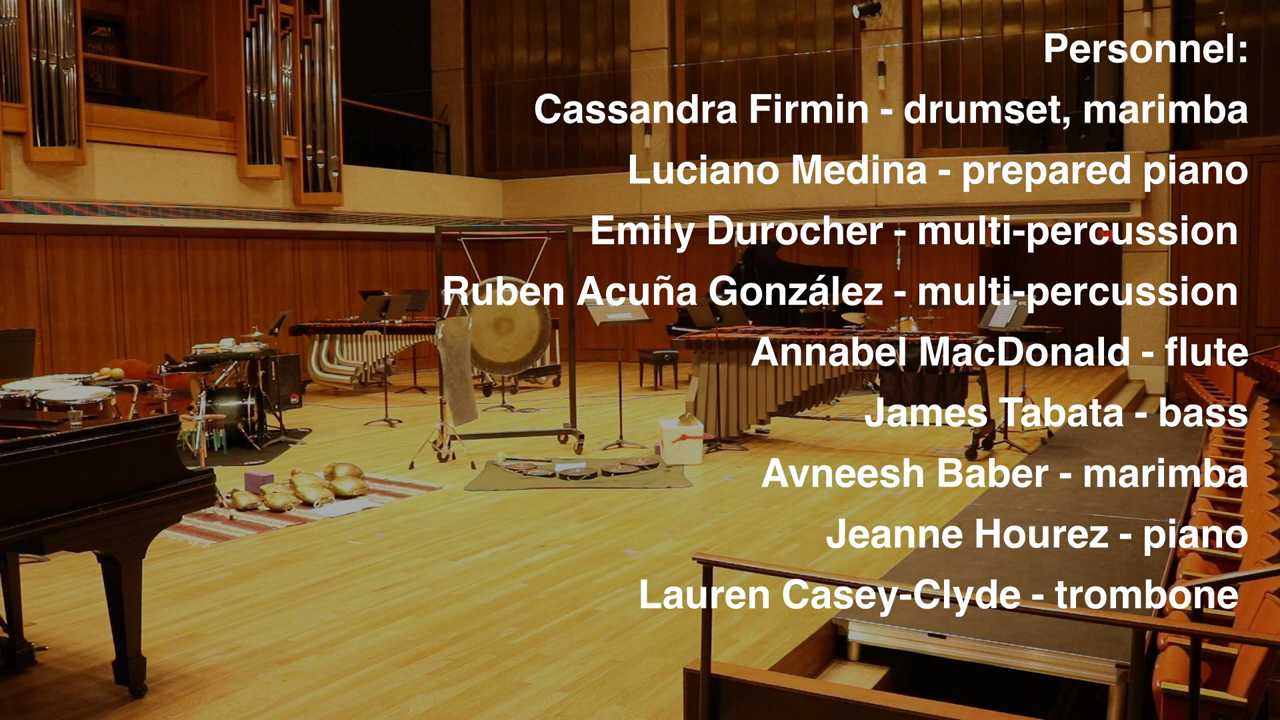 Personnel:
Cassandra Firmin - drumset, marimba
Luciano Medina - prepared piano
Emily Durocher - multi-percussion
Ruben Acuña González - multi-percussion
Annabel MacDonald - flute
James Tabata - bass
Avneesh Baber - marimba
Jeanne Hourez - piano
Lauren Casey-Clyde - trombone